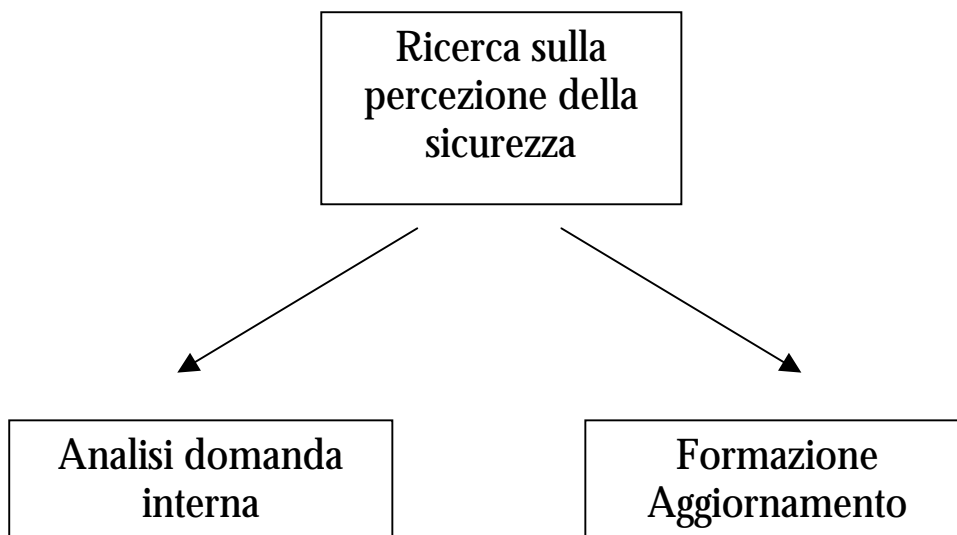 Ricerca sulla
percezione della
sicurezza
Analisi domanda
interna
Formazione
Aggiornamento